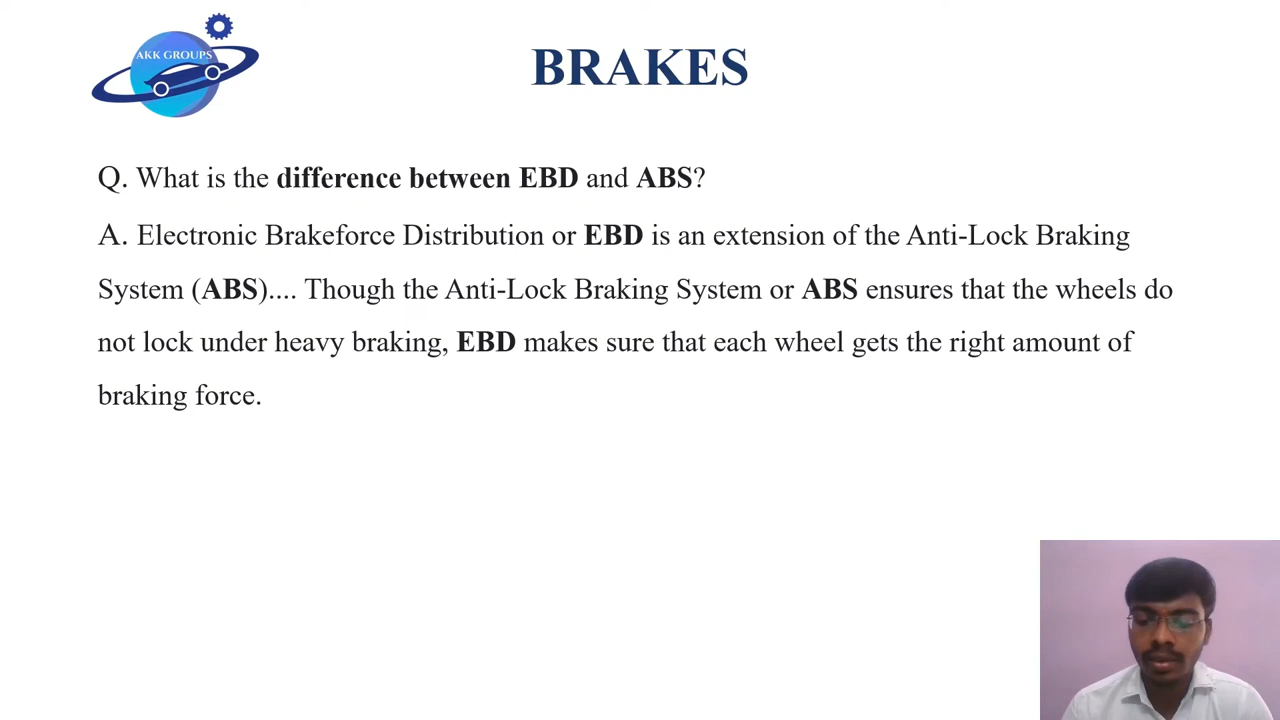 AKK GROUPS
BRAKES
Q. What is the difference between EBD and ABS?
A. Electronic Brakeforce Distribution or EBD is an extension of the Anti-Lock Braking
System (ABS).... Though the Anti-Lock Braking System or ABS ensures that the wheels do
not lock under heavy braking, EBD makes sure that each wheel gets the right amount of
braking force.